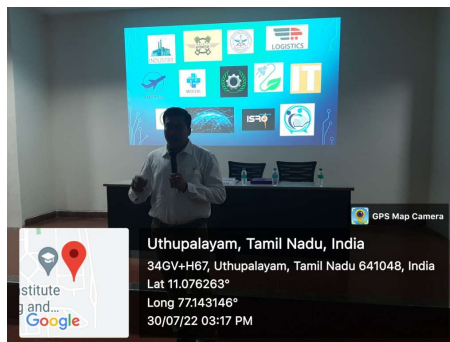 INDUSTRY
LOGISTICS
IT
ISRO
GPS Map Camera
Uthupalayam, Tamil Nadu, India
34GV+H67, Uthupalayam, Tamil Nadu 641048, India
Lat 11.076263°
Long 77.143146°
30/07/22 03:17 PM
stitute
g and...
Google